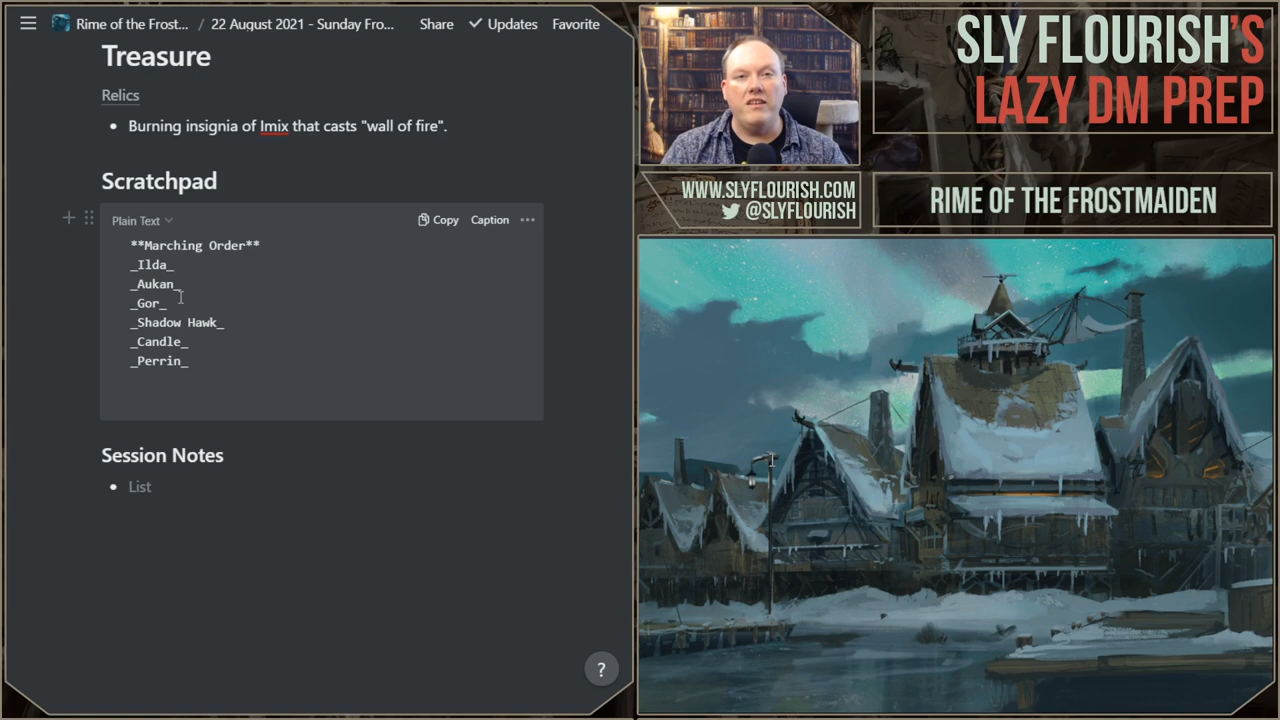 Rime of the Frost... / 22 August 2021 - Sunday Fro... Share Updates Favorite
Treasure
Relics
• Burning insignia of Imix that casts "wall of fire".
Scratchpad
Plain Text Copy Caption
**Marching Order**
_Ilda_
_Aukan_
_Gor_
_Shadow Hawk_
_Candle_
_Perrin_
Session Notes
• List
?
SLY FLOURISH'S
LAZY DM PREP
WWW.SLYFLOURISH.COM
@SLYFLOURISH
RIME OF THE FROSTMAIDEN